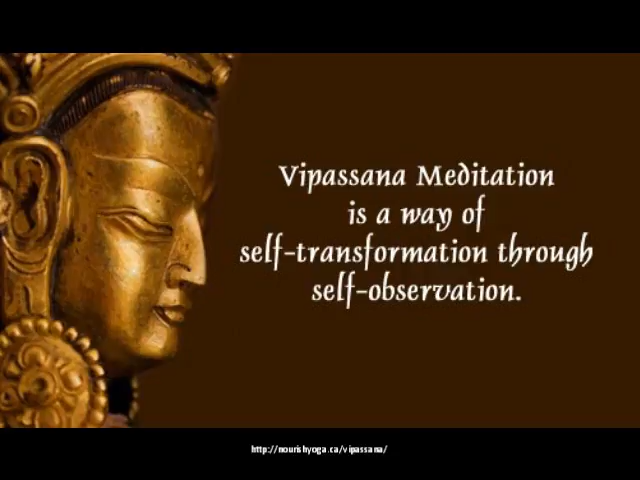 Vipassana Meditation
is a way of
self-transformation through
self-observation.
http://nourishyoga.ca/vipassana/